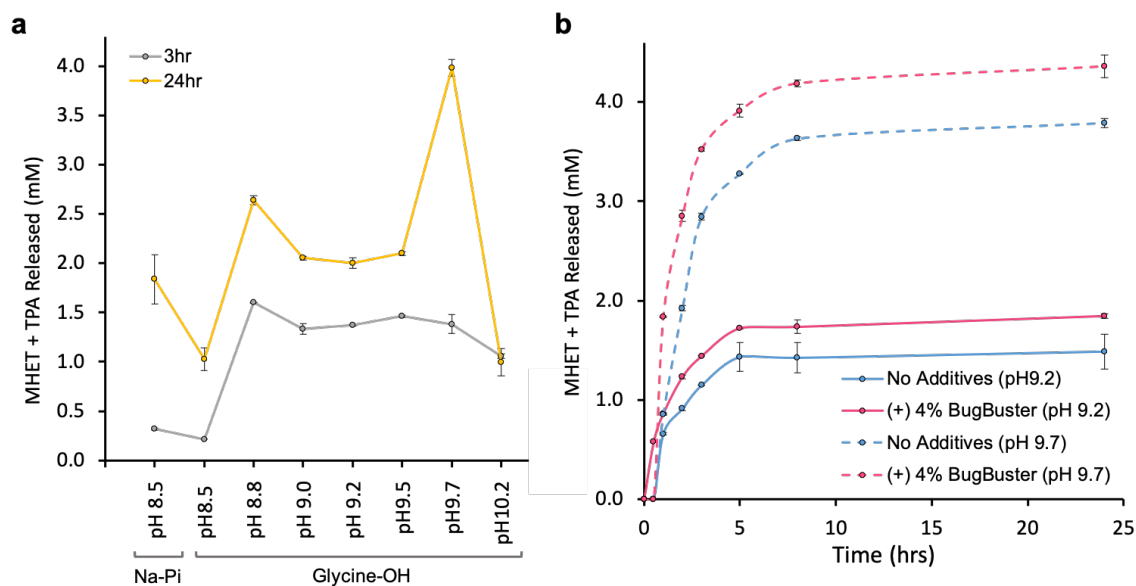 a
3hr
24hr
MHET + TPA Released (mM)
4.0
3.5
3.0
2.5
2.0
1.5
1.0
0.5
0.0
pH 8.5
pH8.5
pH 8.8
pH 9.0
pH 9.2
pH9.5
pH9.7
pH10.2
Na-Pi
Glycine-OH
b
MHET + TPA Released (mM)
4.0
3.0
2.0
1.0
0.0
No Additives (pH9.2)
(+) 4% BugBuster (pH 9.2)
No Additives (pH 9.7)
(+) 4% BugBuster (pH 9.7)
0
5
10
15
20
25
Time (hrs)